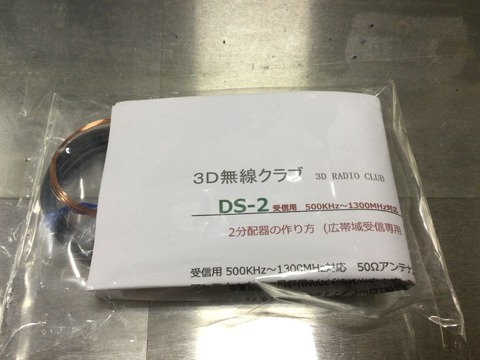 3D無線クラブ 3D RADIO CLUB
DS-2 受信用 500KHz～1300MHz対応
2分配器の作り方 (広帯域受信専用
受信用 500KHz～1300MHz対応 50Ωアンテナ